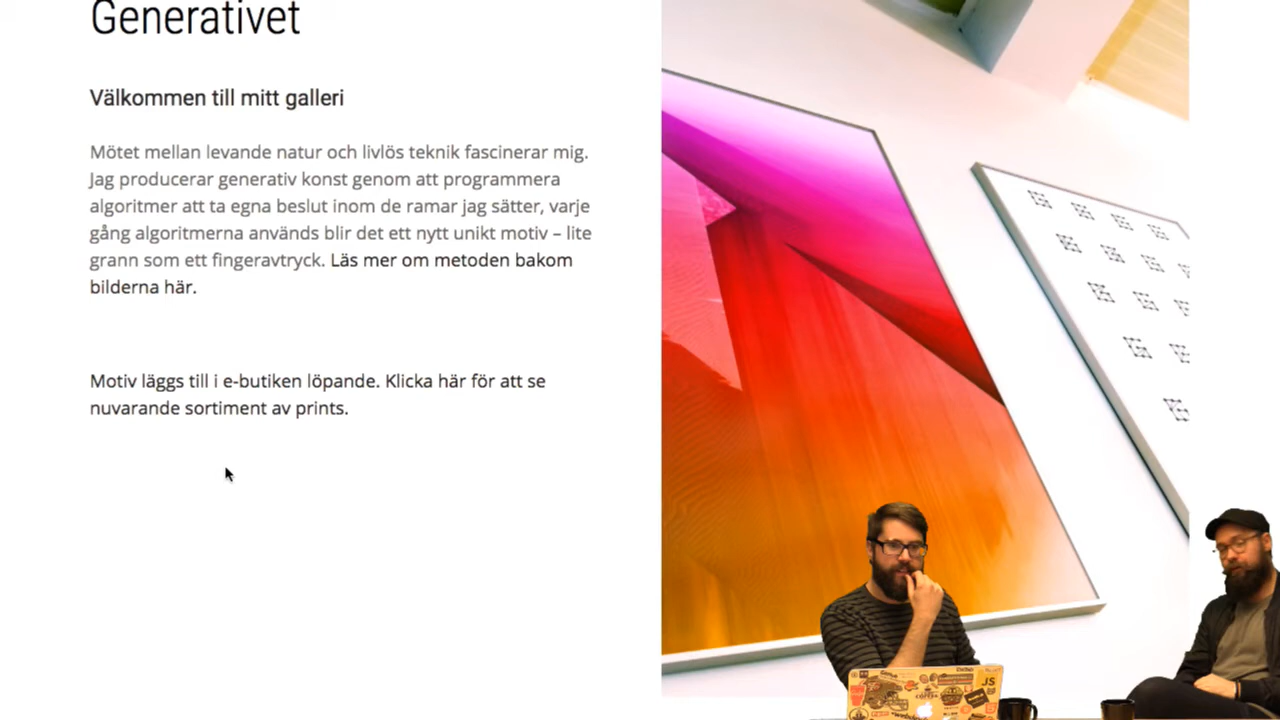 Generativet
Välkommen till mitt galleri
Mötet mellan levande natur och livlös teknik fascinerar mig.
Jag producerar generativ konst genom att programmera
algoritmer att ta egna beslut inom de ramar jag sätter, varje
gång algoritmerna används blir det ett nytt unikt motiv – lite
grann som ett fingeravtryck. Läs mer om metoden bakom
bilderna här.
Motiv läggs till i e-butiken löpande. Klicka här för att se
nuvarande sortiment av prints.
JS